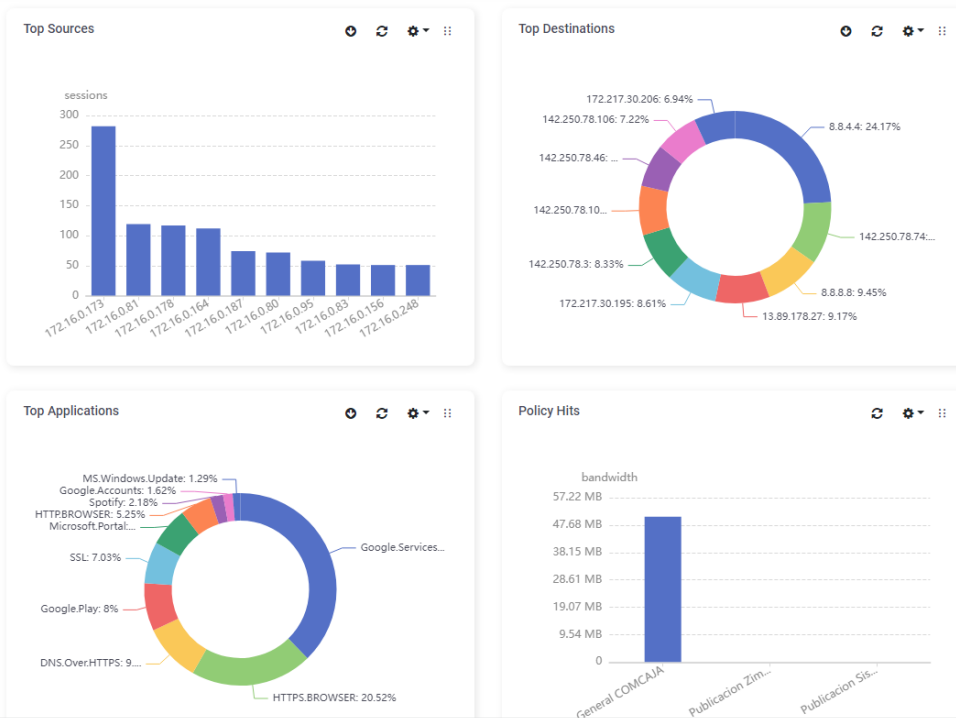 Top Sources
sessions
300
250
200
150
100
50
0
172.16.0.173
172.16.0.81
172.16.0.178
172.16.0.164
172.16.0.187
172.16.0.80
172.16.0.95
172.16.0.83
172.16.0.156
172.16.0.248
Top Destinations
172.217.30.206: 6.94%
142.250.78.106: 7.22%
142.250.78.46: ...
142.250.78.10...
142.250.78.3: 8.33%
172.217.30.195: 8.61%
8.8.4.4: 24.17%
142.250.78.74:...
8.8.8.8: 9.45%
13.89.178.27: 9.17%
Top Applications
MS.Windows.Update: 1.29%
Google.Accounts: 1.62%
Spotify: 2.18%
HTTP.BROWSER: 5.25%
Microsoft.Portal:...
SSL: 7.03%
Google.Play: 8%
DNS.Over.HTTPS: 9....
Google.Services...
HTTPS.BROWSER: 20.52%
Policy Hits
bandwidth
57.22 MB
47.68 MB
38.15 MB
28.61 MB
19.07 MB
9.54 MB
0
General COMCAJA
Publicacion Zim...
Publicacion Sis...